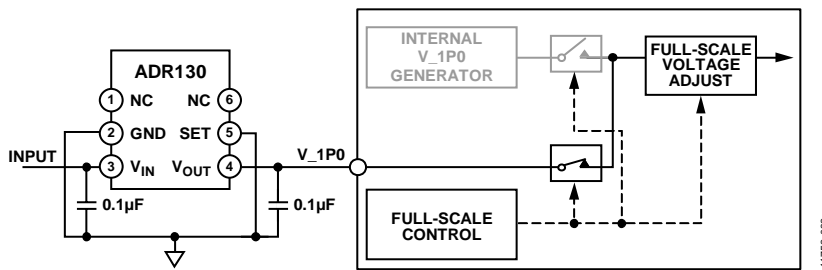 INTERNAL
V_1P0
GENERATOR
FULL-SCALE
VOLTAGE
ADJUST
ADR130
1 NC NC 6
2 GND SET 5
INPUT 3 VIN VOUT 4 V_1P0
0.1µF 0.1µF
FULL-SCALE
CONTROL